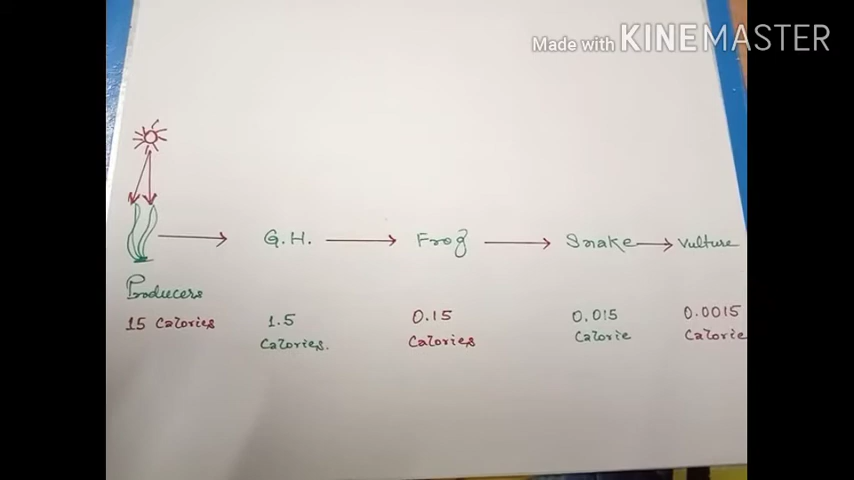 Made with KINEMASTER
G.H. Frog Snake Vulture
Producers
15 Calories 1.5 0.15 0.015 0.0015
Calories. Calories Calorie Calorie